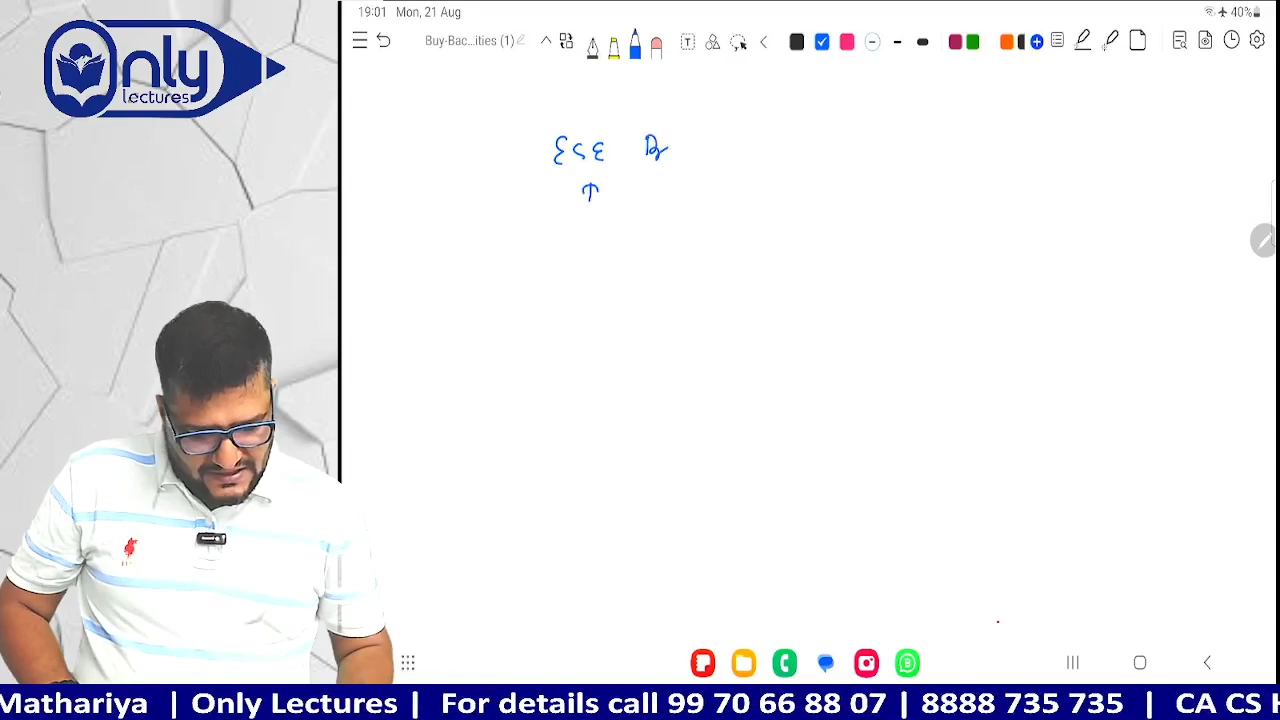 19:01 Mon, 21 Aug
40%
Buy-Bac...ities (1)
Only
lectures
ESE
Mathariya | Only Lectures | For details call 99 70 66 88 07 | 8888 735 735 | CA CS